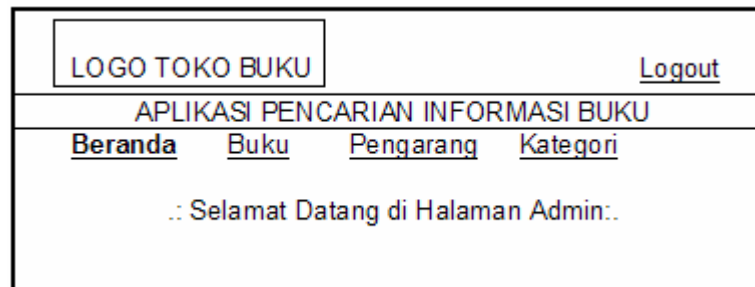 LOGO TOKO BUKU Logout
APLIKASI PENCARIAN INFORMASI BUKU
Beranda Buku Pengarang Kategori
.: Selamat Datang di Halaman Admin:.